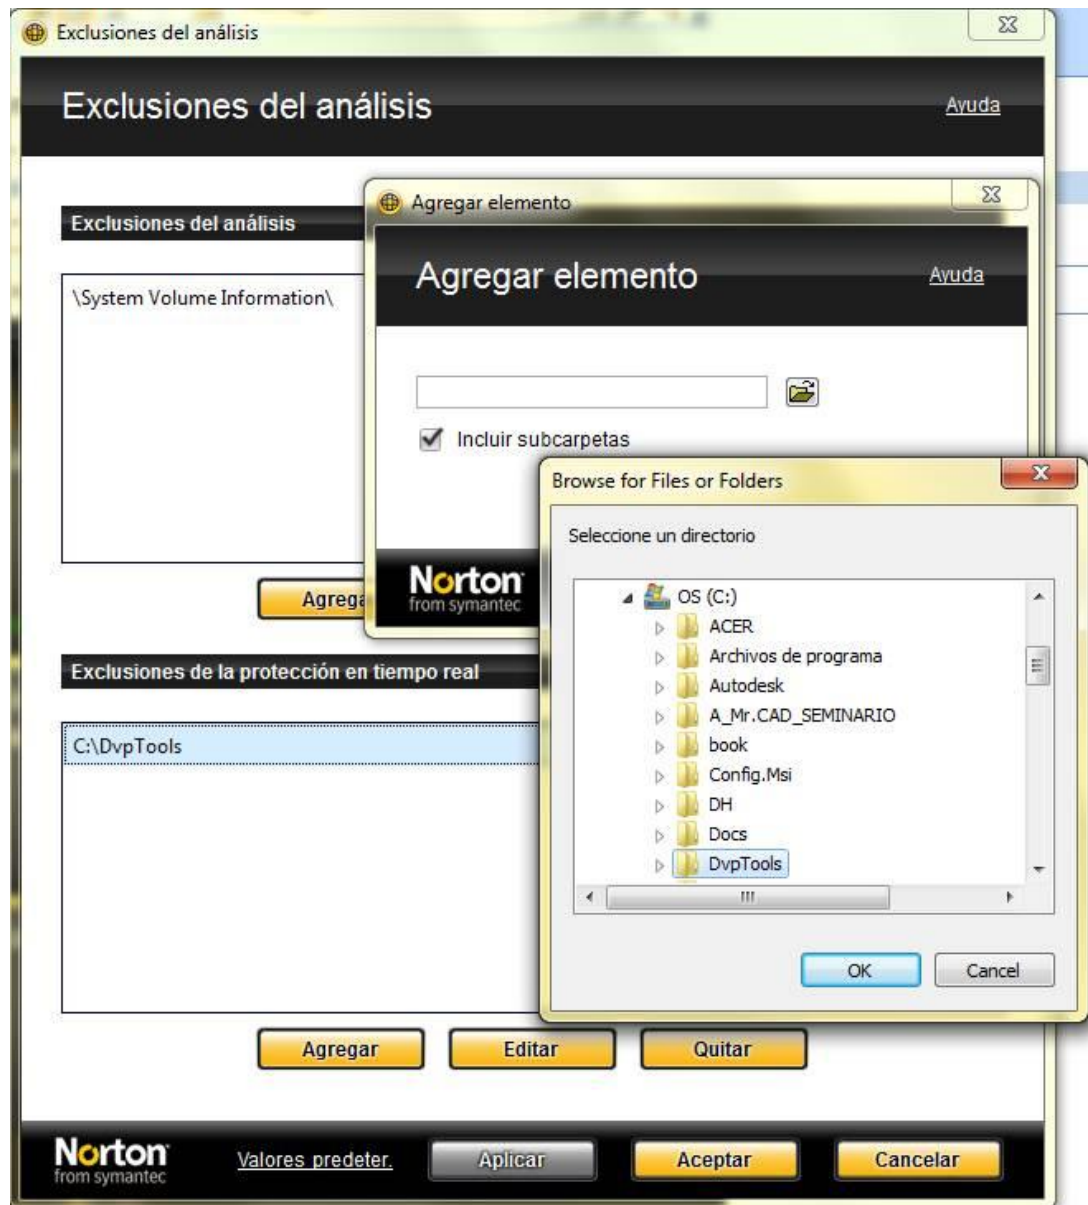 Exclusiones del análisis
Exclusiones del análisis
Ayuda
Exclusiones del análisis
\System Volume Information\
Agrega
Agregar elemento
Agregar elemento
Ayuda
Incluir subcarpetas
Norton
from symantec
Browse for Files or Folders
Seleccione un directorio
OS (C:)
ACER
Archivos de programa
Autodesk
A_Mr.CAD_SEMINARIO
book
Config.Msi
DH
Docs
DvpTools
OK Cancel
Exclusiones de la protección en tiempo real
C:\DvpTools
Agregar Editar Quitar
Norton
from symantec
Valores predeter. Aplicar Aceptar Cancelar